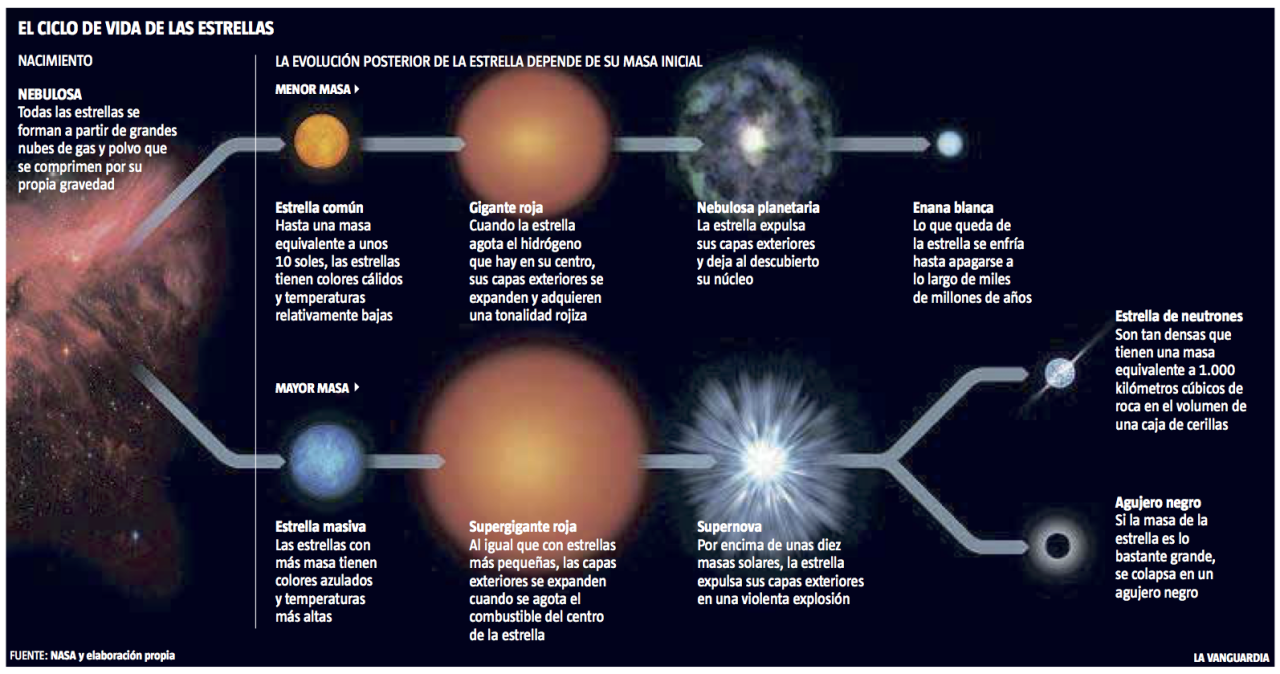 EL CICLO DE VIDA DE LAS ESTRELLAS
NACIMIENTO
NEBULOSA
Todas las estrellas se
forman a partir de grandes
nubes de gas y polvo que
se comprimen por su
propia gravedad
LA EVOLUCIÓN POSTERIOR DE LA ESTRELLA DEPENDE DE SU MASA INICIAL
MENOR MASA
Estrella común
Hasta una masa
equivalente a unos
10 soles, las estrellas
tienen colores cálidos
y temperaturas
relativamente bajas
Gigante roja
Cuando la estrella
agota el hidrógeno
que hay en su centro,
sus capas exteriores se
expanden y adquieren
una tonalidad rojiza
Nebulosa planetaria
La estrella expulsa
sus capas exteriores
y deja al descubierto
su núcleo
Enana blanca
Lo que queda de
la estrella se enfría
hasta apagarse a
lo largo de miles
de millones de años
MAYOR MASA
Estrella masiva
Las estrellas con
más masa tienen
colores azulados
y temperaturas
más altas
Supergigante roja
Al igual que con estrellas
más pequeñas, las capas
exteriores se expanden
cuando se agota el
combustible del centro
de la estrella
Supernova
Por encima de unas diez
masas solares, la estrella
expulsa sus capas exteriores
en una violenta explosión
Estrella de neutrones
Son tan densas que
tienen una masa
equivalente a 1.000
kilómetros cúbicos de
roca en el volumen de
una caja de cerillas
Agujero negro
Si la masa de la
estrella es lo
bastante grande,
se colapsa en un
agujero negro
FUENTE: NASA y elaboración propia
LA VANGUARDIA